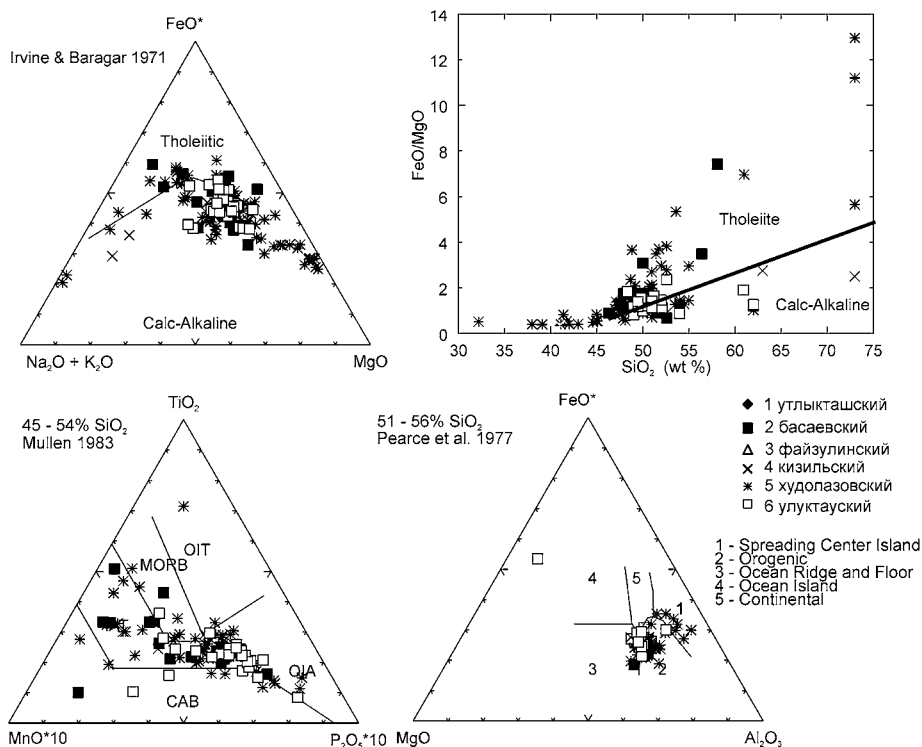 FeO*
Irvine & Baragar 1971
Tholeiitic
Calc-Alkaline
Na₂O + K₂O
MgO
14
12
10
8
6
4
2
0
FeO/MgO
Tholeiite
Calc-Alkaline
30 35 40 45 50 55 60 65 70 75
SiO₂ (wt %)
TiO₂
45 - 54% SiO₂
Mullen 1983
OIT
MORB
OIA
CAB
MnO*10
P₂O₅*10
FeO*
51 - 56% SiO₂
Pearce et al. 1977
4
5
1
3
2
MgO
Al₂O₃
1 утлыкташский
2 басаевский
3 файзулинский
4 кизильский
5 худолазовский
6 улуктауский
1 - Spreading Center Island
2 - Orogenic
3 - Ocean Ridge and Floor
4 - Ocean Island
5 - Continental